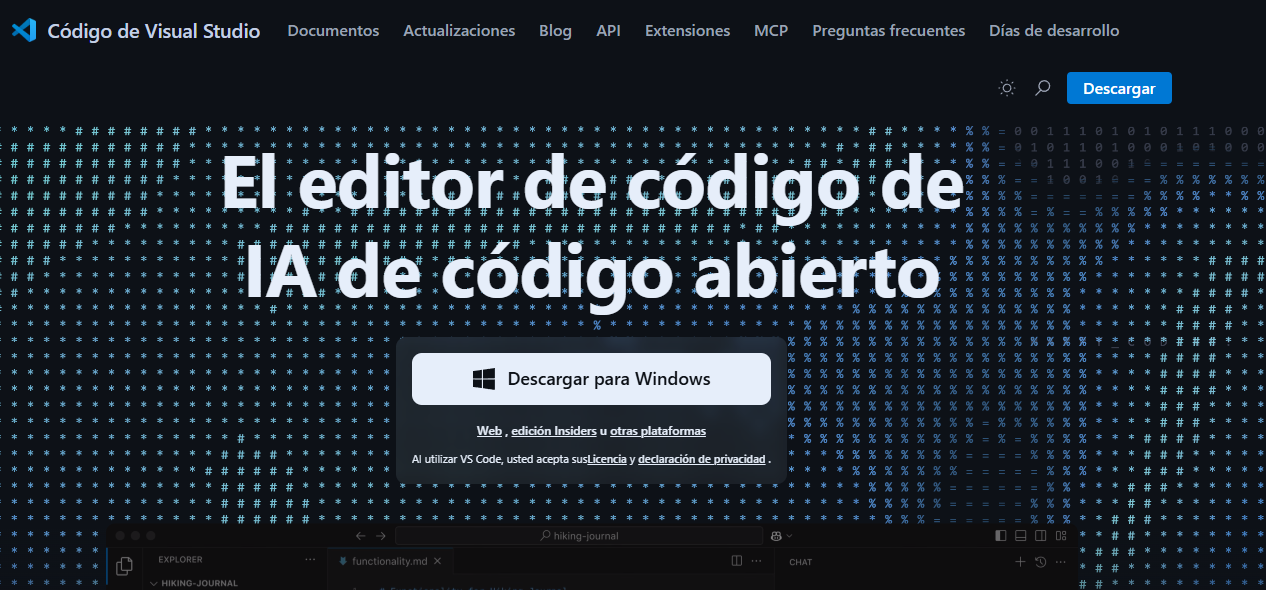 Código de Visual Studio
Documentos Actualizaciones Blog API Extensiones MCP Preguntas frecuentes Días de desarrollo
Descargar
El editor de código de
IA de código abierto
Descargar para Windows
Web , edición Insiders u otras plataformas
Al utilizar VS Code, usted acepta susLicencia y declaración de privacidad .
hiking-journal
EXPLORER ··· functionality.md CHAT
HIKING-JOURNAL